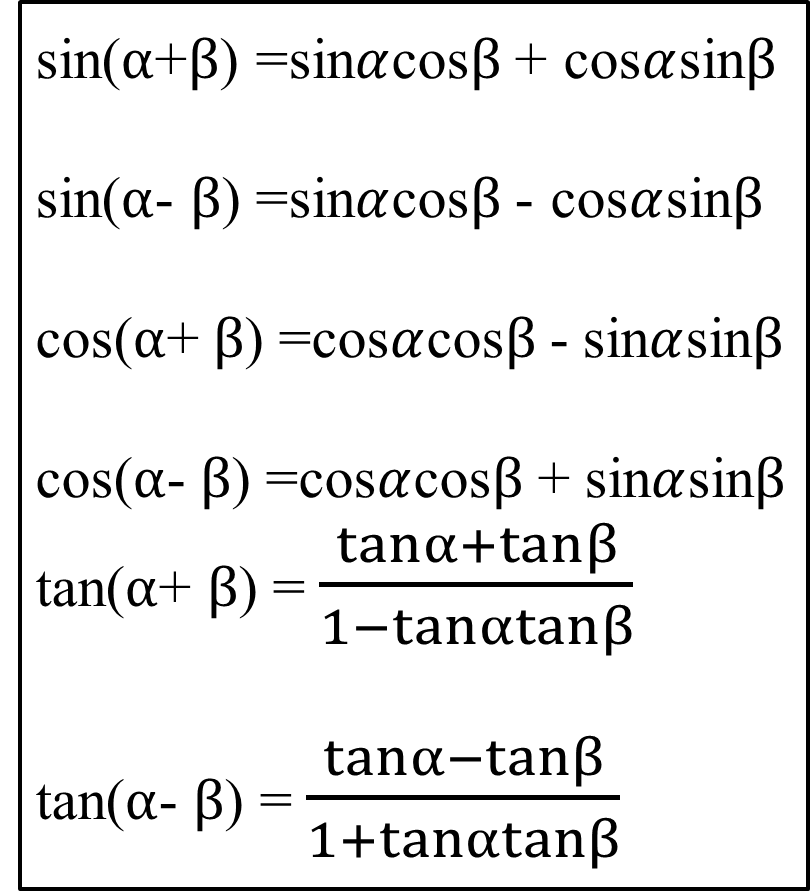 sin(α+β) =sinαcosβ + cosαsinβ
sin(α- β) =sinαcosβ - cosαsinβ
cos(α+ β) =cosαcosβ - sinαsinβ
cos(α- β) =cosαcosβ + sinαsinβ
tanα+tanβ
tan(α+ β) =
1−tanαtanβ
tanα−tanβ
tan(α- β) =
1+tanαtanβ